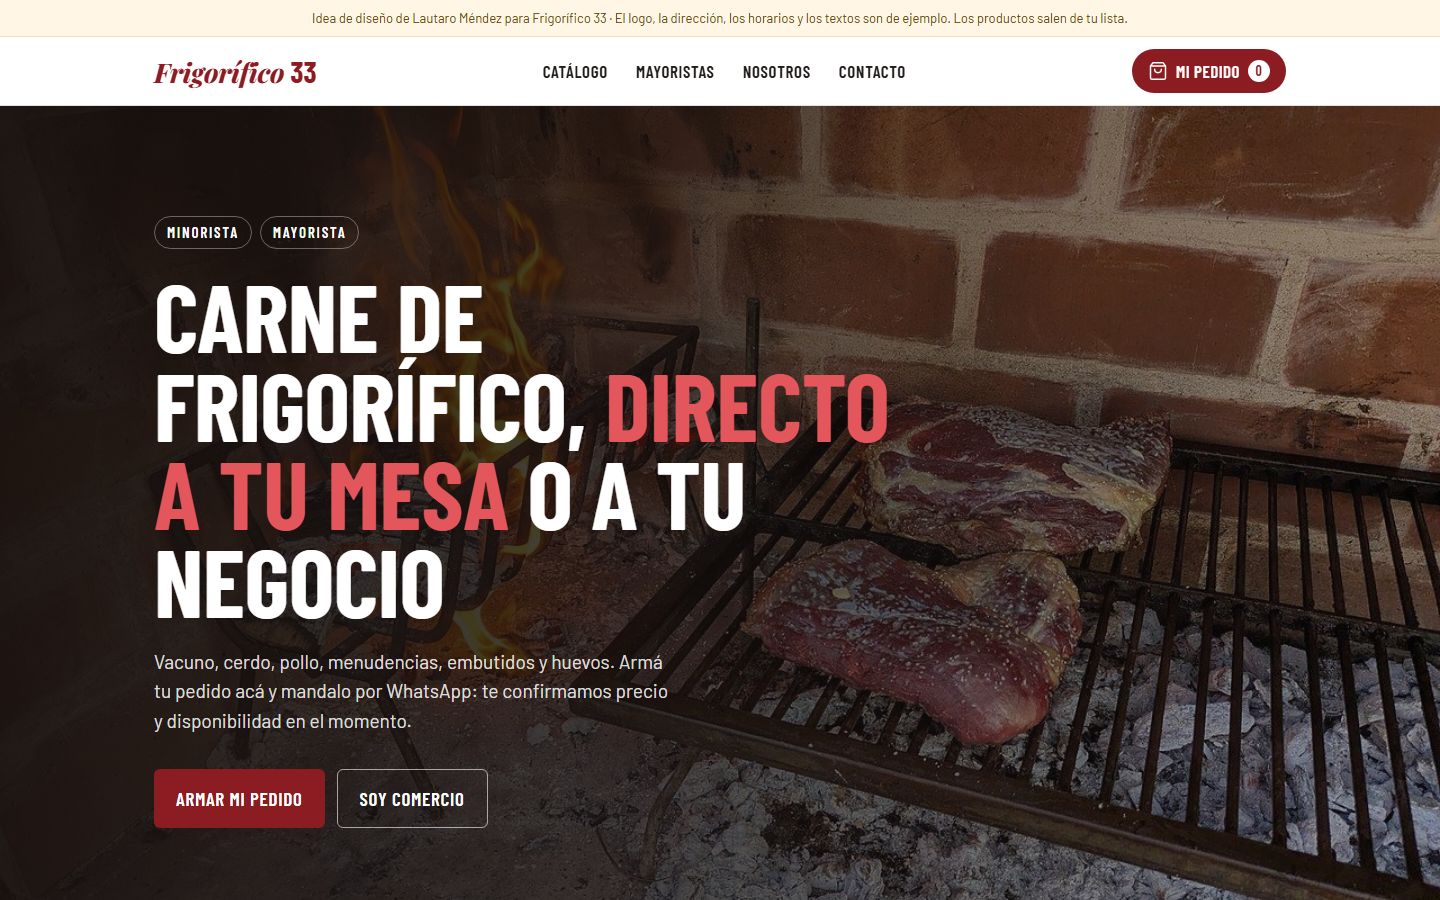 Idea de diseño de Lautaro Méndez para Frigorífico 33 · El logo, la dirección, los horarios y los textos son de ejemplo. Los productos salen de tu lista.
Frigorífico 33
CATÁLOGO
MAYORISTAS
NOSOTROS
CONTACTO
MI PEDIDO 0
MINORISTA
MAYORISTA
CARNE DE
FRIGORÍFICO, DIRECTO
A TU MESA O A TU
NEGOCIO
Vacuno, cerdo, pollo, menudencias, embutidos y huevos. Armá
tu pedido acá y mandalo por WhatsApp: te confirmamos precio
y disponibilidad en el momento.
ARMAR MI PEDIDO
SOY COMERCIO